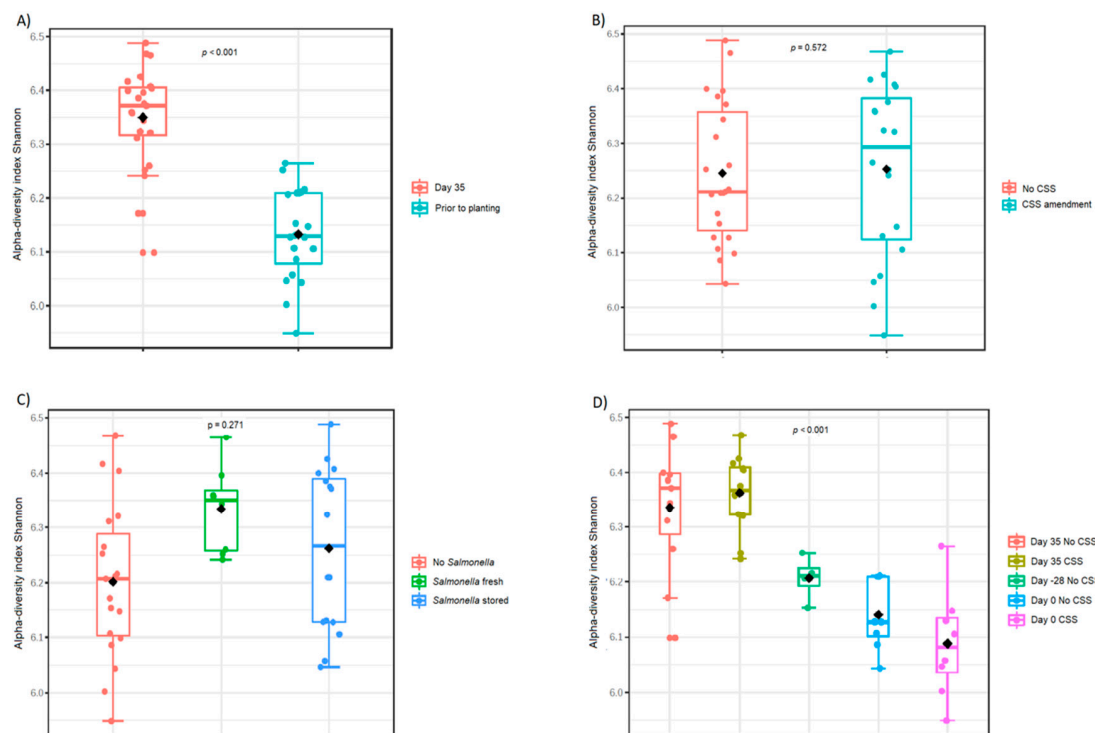 A)
6.5
6.4
6.3
6.2
6.1
6.0
Alpha-diversity index Shannon
p < 0.001
Day 35
Prior to planting
B)
6.5
6.4
6.3
6.2
6.1
6.0
Alpha-diversity index Shannon
p = 0.572
No CSS
CSS amendment
C)
6.5
6.4
6.3
6.2
6.1
6.0
Alpha-diversity index Shannon
p = 0.271
No Salmonella
Salmonella fresh
Salmonella stored
D)
6.5
6.4
6.3
6.2
6.1
6.0
Alpha-diversity index Shannon
p < 0.001
Day 35 No CSS
Day 35 CSS
Day -28 No CSS
Day 0 No CSS
Day 0 CSS